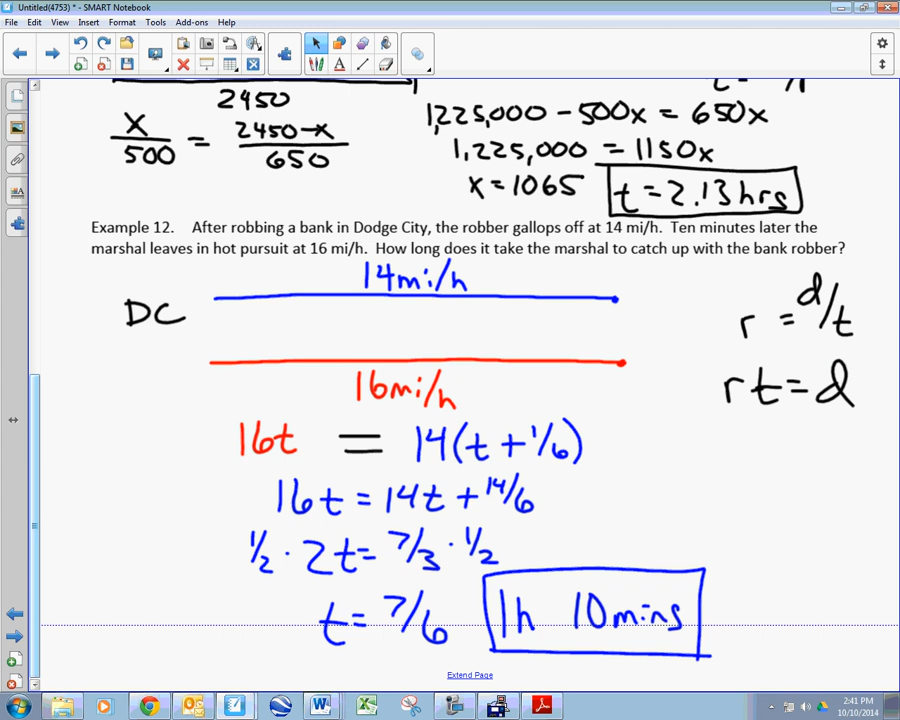 Untitled(4753) * - SMART Notebook
File Edit View Insert Format Tools Add-ons Help
2450
x/500 = 2450-x/650
1,225,000 - 500x = 650x
1,225,000 = 1150x
x = 1065 t = 2.13 hrs
Example 12. After robbing a bank in Dodge City, the robber gallops off at 14 mi/h. Ten minutes later the
marshal leaves in hot pursuit at 16 mi/h. How long does it take the marshal to catch up with the bank robber?
14mi/h
DC
r = d/t
16mi/h
rt = d
16t = 14(t + 1/6)
16t = 14t + 14/6
1/2 · 2t = 7/3 · 1/2
t = 7/6 1h 10mins
Extend Page
2:41 PM
10/10/2014